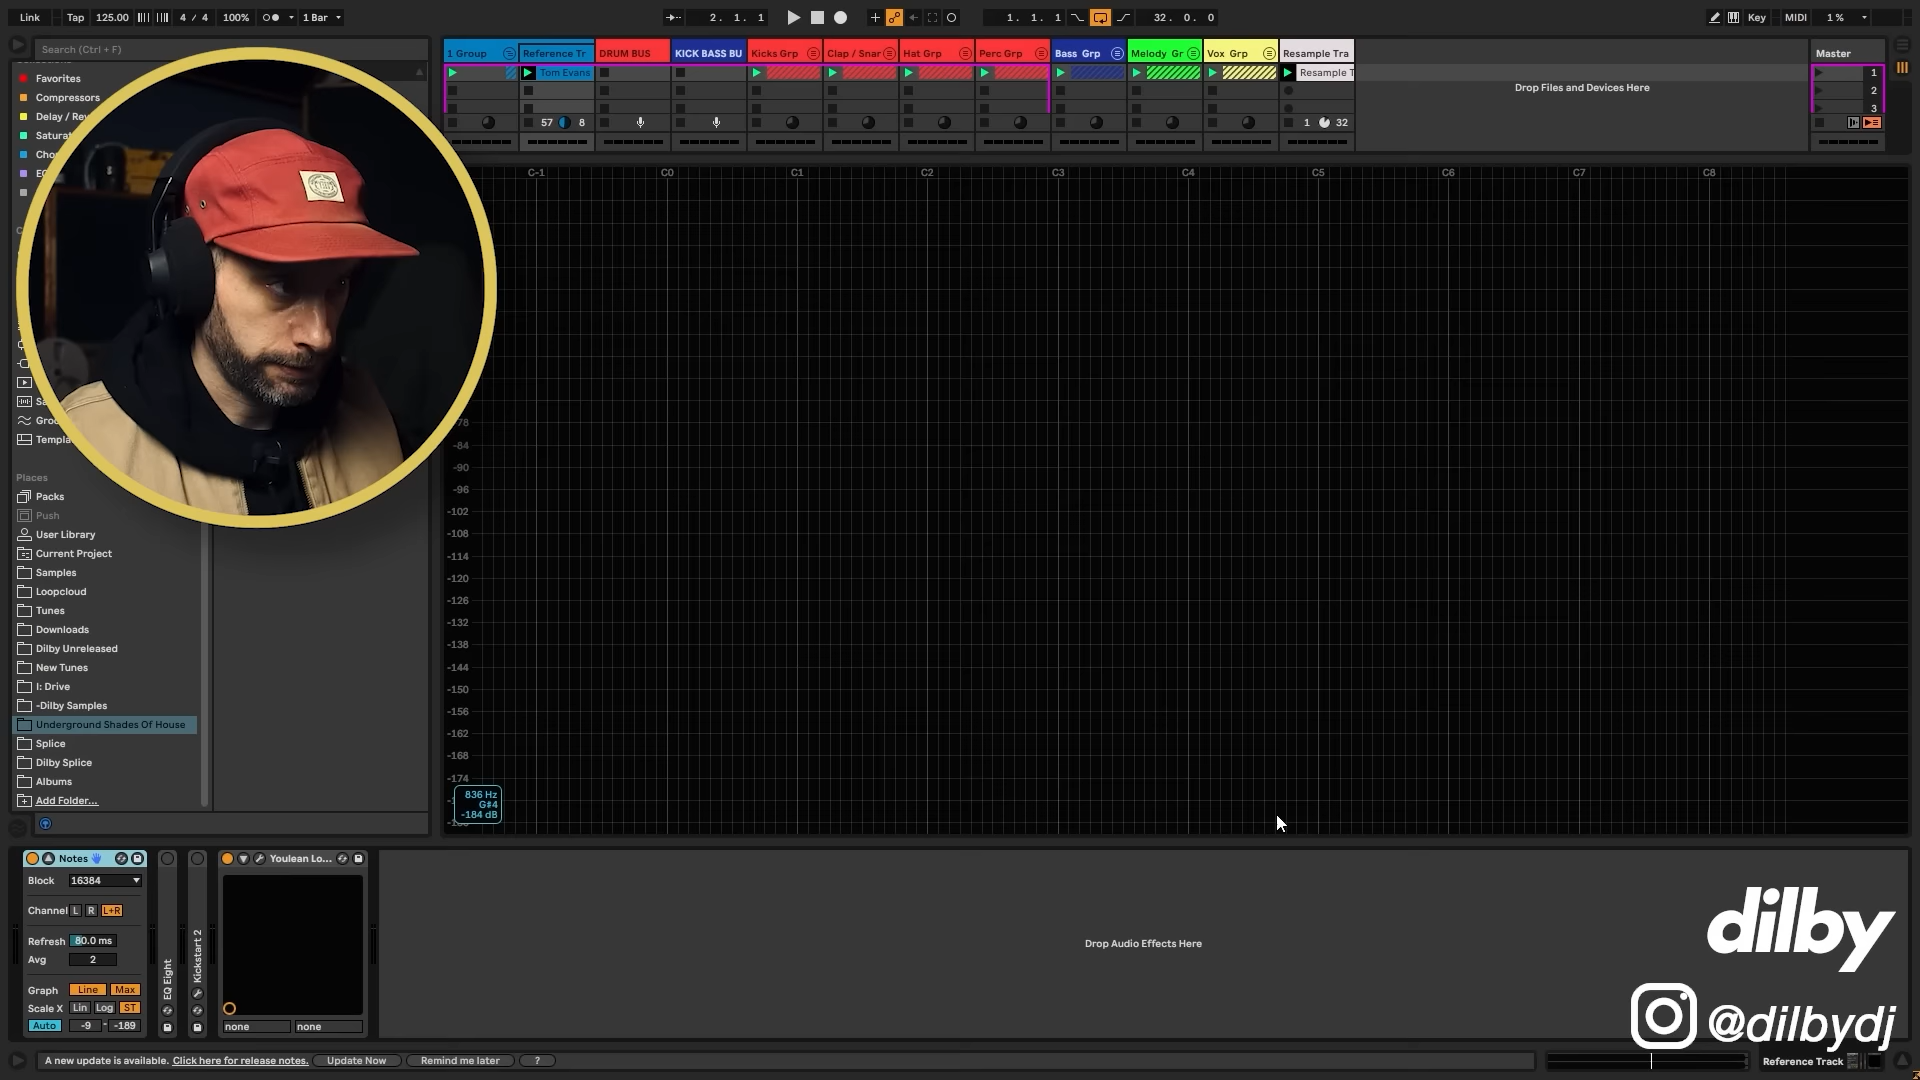 Link Tap 125.00 4 / 4 100% 1 Bar 2. 1. 1 1. 1. 1 32. 0. 0 Key MIDI 1 %
Search (Ctrl + F)
1 Group Reference Tr DRUM BUS KICK BASS BU Kicks Grp Clap / Snar Hat Grp Perc Grp Bass Grp Melody Gr Vox Grp Resample Tra Master
Tom Evans Resample T 1
Drop Files and Devices Here
2
3
57 8 1 32
Favorites
Compressors
Delay / Rev
Saturat
Cho
C-1 C0 C1 C2 C3 C4 C5 C6 C7 C8
Groo
Templa
Places
Packs
Push
User Library
Current Project
Samples
Loopcloud
Tunes
Downloads
Dilby Unreleased
New Tunes
I: Drive
-Dilby Samples
Underground Shades Of House
Splice
Dilby Splice
Albums
Add Folder...
-78
-84
-90
-96
-102
-108
-114
-120
-126
-132
-138
-144
-150
-156
-162
-168
-174
836 Hz
G#4
-184 dB
Notes
Block 16384
Channel L R L+R
Refresh 80.0 ms
Avg 2
Graph Line Max
Scale X Lin Log ST
Auto -9 - -189
EQ Eight
Kickstart 2
Youlean Lo...
none none
Drop Audio Effects Here
dilby
@dilbydj
A new update is available. Click here for release notes. Update Now Remind me later ?
Reference Track